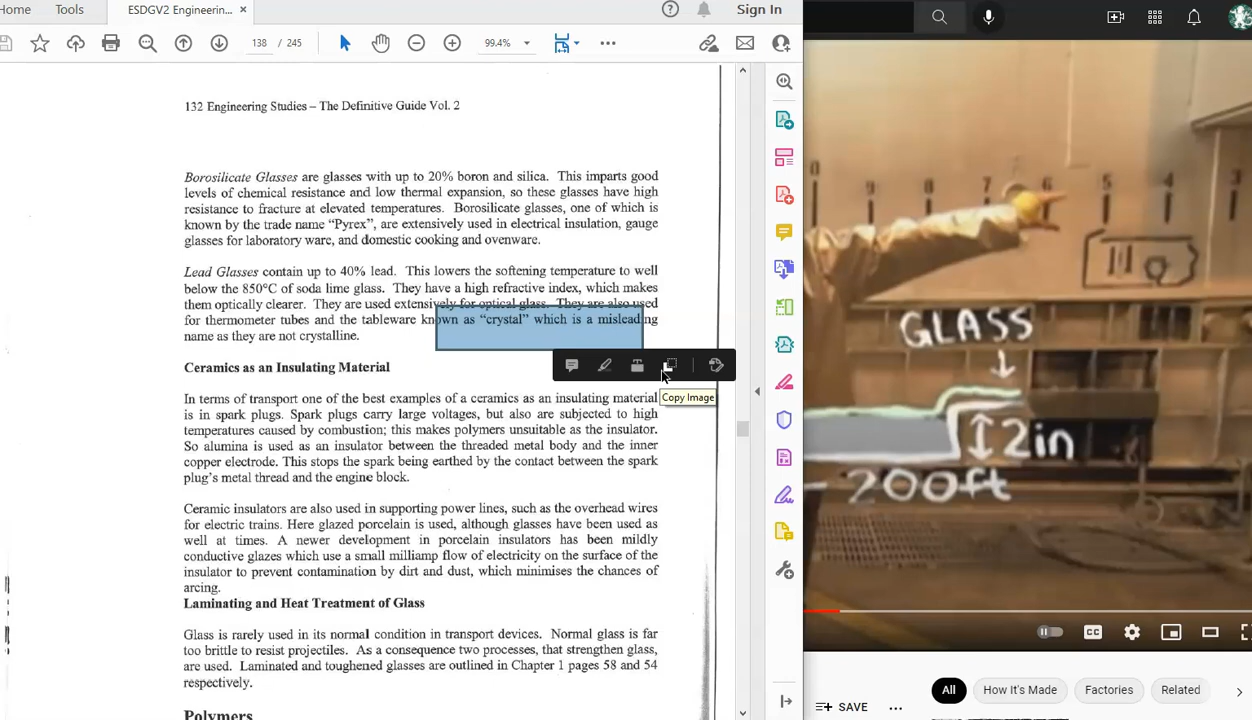 Home
Tools
ESDGV2 Engineerin...
Sign In
138 / 245
99.4%
132 Engineering Studies – The Definitive Guide Vol. 2
Borosilicate Glasses are glasses with up to 20% boron and silica. This imparts good
levels of chemical resistance and low thermal expansion, so these glasses have high
resistance to fracture at elevated temperatures. Borosilicate glasses, one of which is
known by the trade name "Pyrex", are extensively used in electrical insulation, gauge
glasses for laboratory ware, and domestic cooking and ovenware.
Lead Glasses contain up to 40% lead. This lowers the softening temperature to well
below the 850°C of soda lime glass. They have a high refractive index, which makes
them optically clearer. They are used extensively for optical glass. They are also used
for thermometer tubes and the tableware known as "crystal" which is a misleading
name as they are not crystalline.
Copy Image
Ceramics as an Insulating Material
In terms of transport one of the best examples of a ceramics as an insulating material
is in spark plugs. Spark plugs carry large voltages, but also are subjected to high
temperatures caused by combustion; this makes polymers unsuitable as the insulator.
So alumina is used as an insulator between the threaded metal body and the inner
copper electrode. This stops the spark being earthed by the contact between the spark
plug's metal thread and the engine block.
Ceramic insulators are also used in supporting power lines, such as the overhead wires
for electric trains. Here glazed porcelain is used, although glasses have been used as
well at times. A newer development in porcelain insulators has been mildly
conductive glazes which use a small milliamp flow of electricity on the surface of the
insulator to prevent contamination by dirt and dust, which minimises the chances of
arcing.
Laminating and Heat Treatment of Glass
Glass is rarely used in its normal condition in transport devices. Normal glass is far
too brittle to resist projectiles. As a consequence two processes, that strengthen glass,
are used. Laminated and toughened glasses are outlined in Chapter 1 pages 58 and 54
respectively.
Polymers
9 8 7 6 5 4 3
GLASS
2in
200ft
CC
SAVE
All
How It's Made
Factories
Related